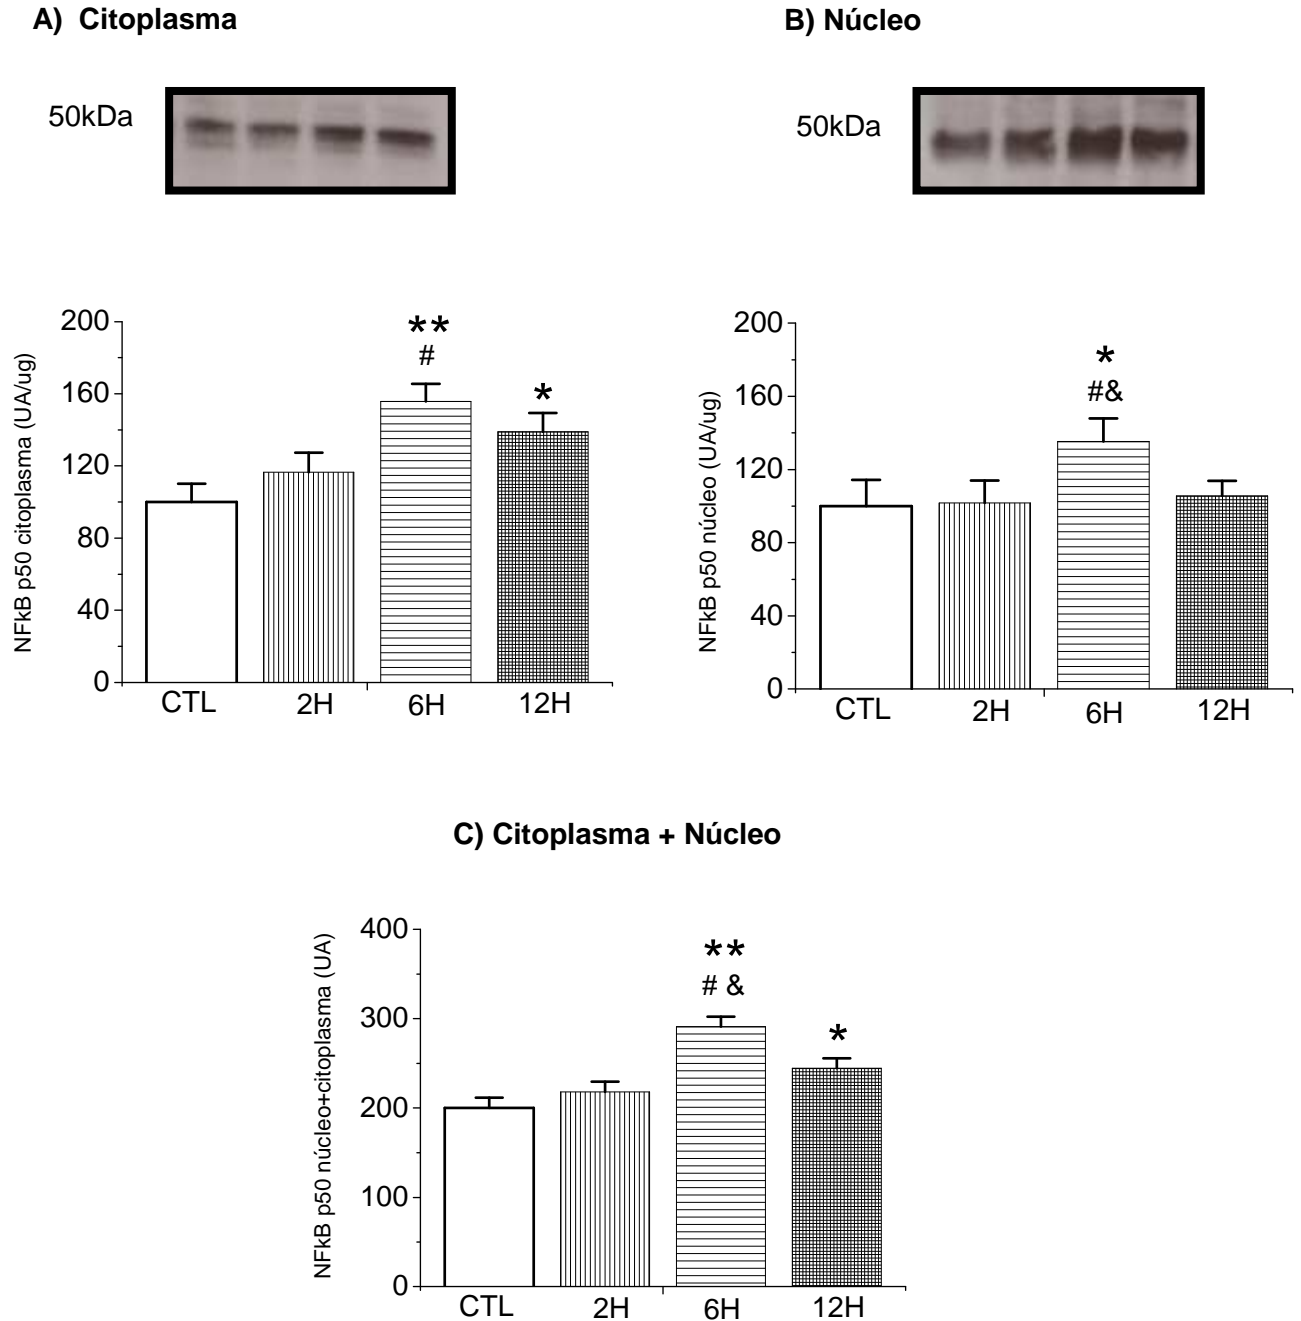 A) Citoplasma
50kDa
200
160
120
80
40
0
NFkB p50 citoplasma (UA/ug)
**
#
*
CTL
2H
6H
12H
B) Núcleo
50kDa
200
160
120
80
40
0
NFkB p50 núcleo (UA/ug)
*
#&
CTL
2H
6H
12H
C) Citoplasma + Núcleo
400
300
200
100
0
NFkB p50 núcleo+citoplasma (UA)
**
# &
*
CTL
2H
6H
12H